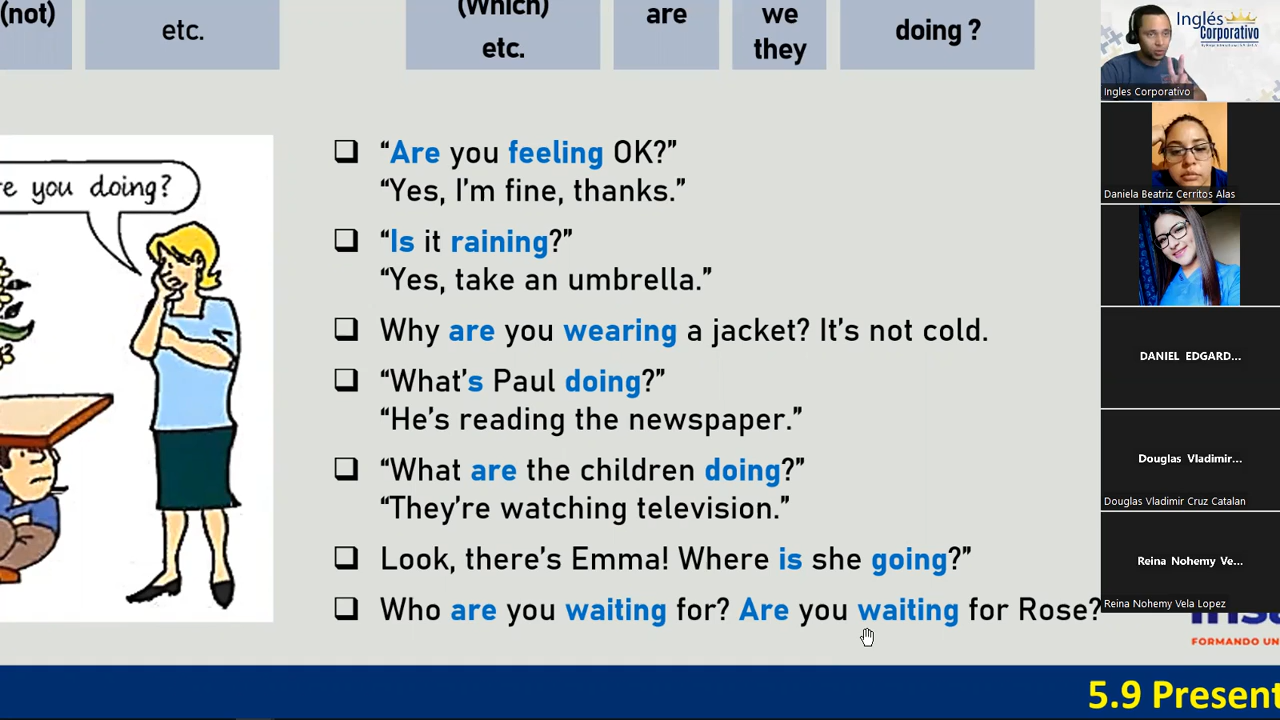 (not)
etc.
(Which)
etc.
are
we
they
doing ?
re you doing?
❑ “Are you feeling OK?”
“Yes, I’m fine, thanks.”
❑ “Is it raining?”
“Yes, take an umbrella.”
❑ Why are you wearing a jacket? It’s not cold.
❑ “What’s Paul doing?”
“He’s reading the newspaper.”
❑ “What are the children doing?”
“They’re watching television.”
❑ Look, there’s Emma! Where is she going?”
❑ Who are you waiting for? Are you waiting for Rose?
5.9 Present
Inglés
Corporativo
Ingles Corporativo
Daniela Beatriz Cerritos Alas
DANIEL EDGARD...
Douglas Vladimir...
Douglas Vladimir Cruz Catalan
Reina Nohemy Ve...
Reina Nohemy Vela Lopez
FORMANDO UN